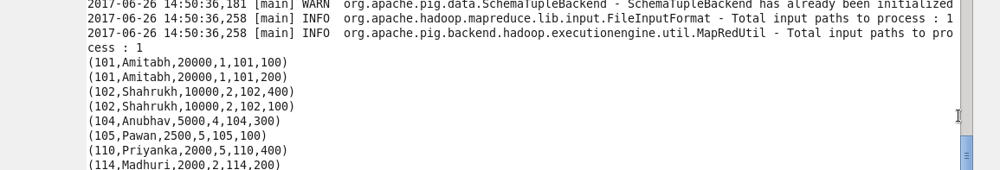 2017-06-26 14:50:36,181 [main] WARN  org.apache.pig.data.SchemaTupleBackend - SchemaTupleBackend has already been initialized
2017-06-26 14:50:36,258 [main] INFO  org.apache.hadoop.mapreduce.lib.input.FileInputFormat - Total input paths to process : 1
2017-06-26 14:50:36,258 [main] INFO  org.apache.pig.backend.hadoop.executionengine.util.MapRedUtil - Total input paths to pro
cess : 1
(101,Amitabh,20000,1,101,100)
(101,Amitabh,20000,1,101,200)
(102,Shahrukh,10000,2,102,400)
(102,Shahrukh,10000,2,102,100)
(104,Anubhav,5000,4,104,300)
(105,Pawan,2500,5,105,100)
(110,Priyanka,2000,5,110,400)
(114,Madhuri,2000,2,114,200)